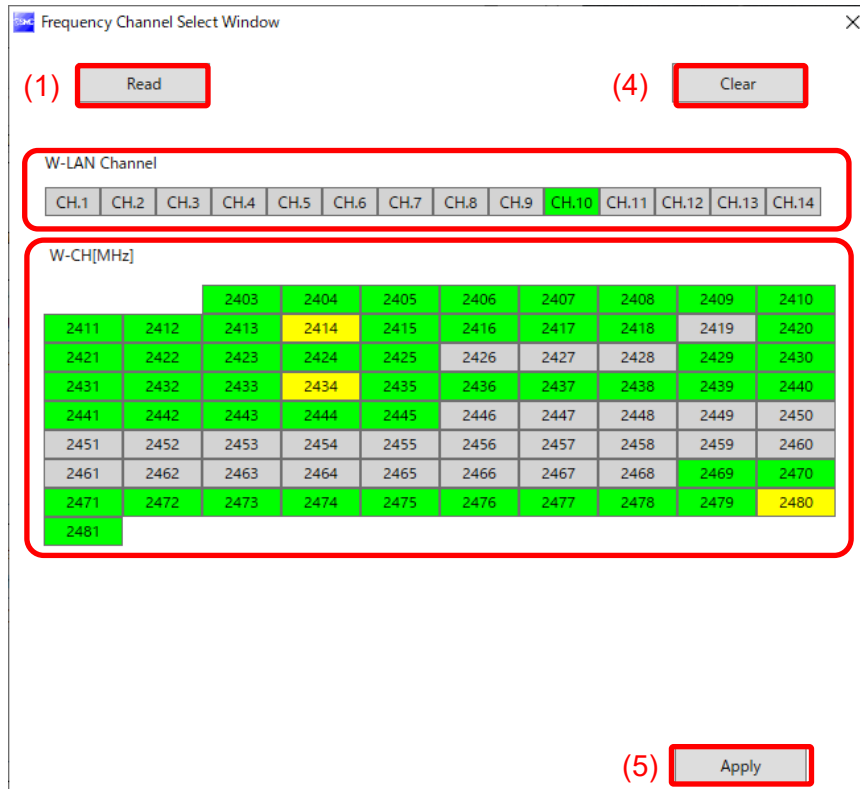 Frequency Channel Select Window
(1) Read (4) Clear
W-LAN Channel
CH.1 CH.2 CH.3 CH.4 CH.5 CH.6 CH.7 CH.8 CH.9 CH.10 CH.11 CH.12 CH.13 CH.14
W-CH[MHz]
2403 2404 2405 2406 2407 2408 2409 2410
2411 2412 2413 2414 2415 2416 2417 2418 2419 2420
2421 2422 2423 2424 2425 2426 2427 2428 2429 2430
2431 2432 2433 2434 2435 2436 2437 2438 2439 2440
2441 2442 2443 2444 2445 2446 2447 2448 2449 2450
2451 2452 2453 2454 2455 2456 2457 2458 2459 2460
2461 2462 2463 2464 2465 2466 2467 2468 2469 2470
2471 2472 2473 2474 2475 2476 2477 2478 2479 2480
2481
(5) Apply